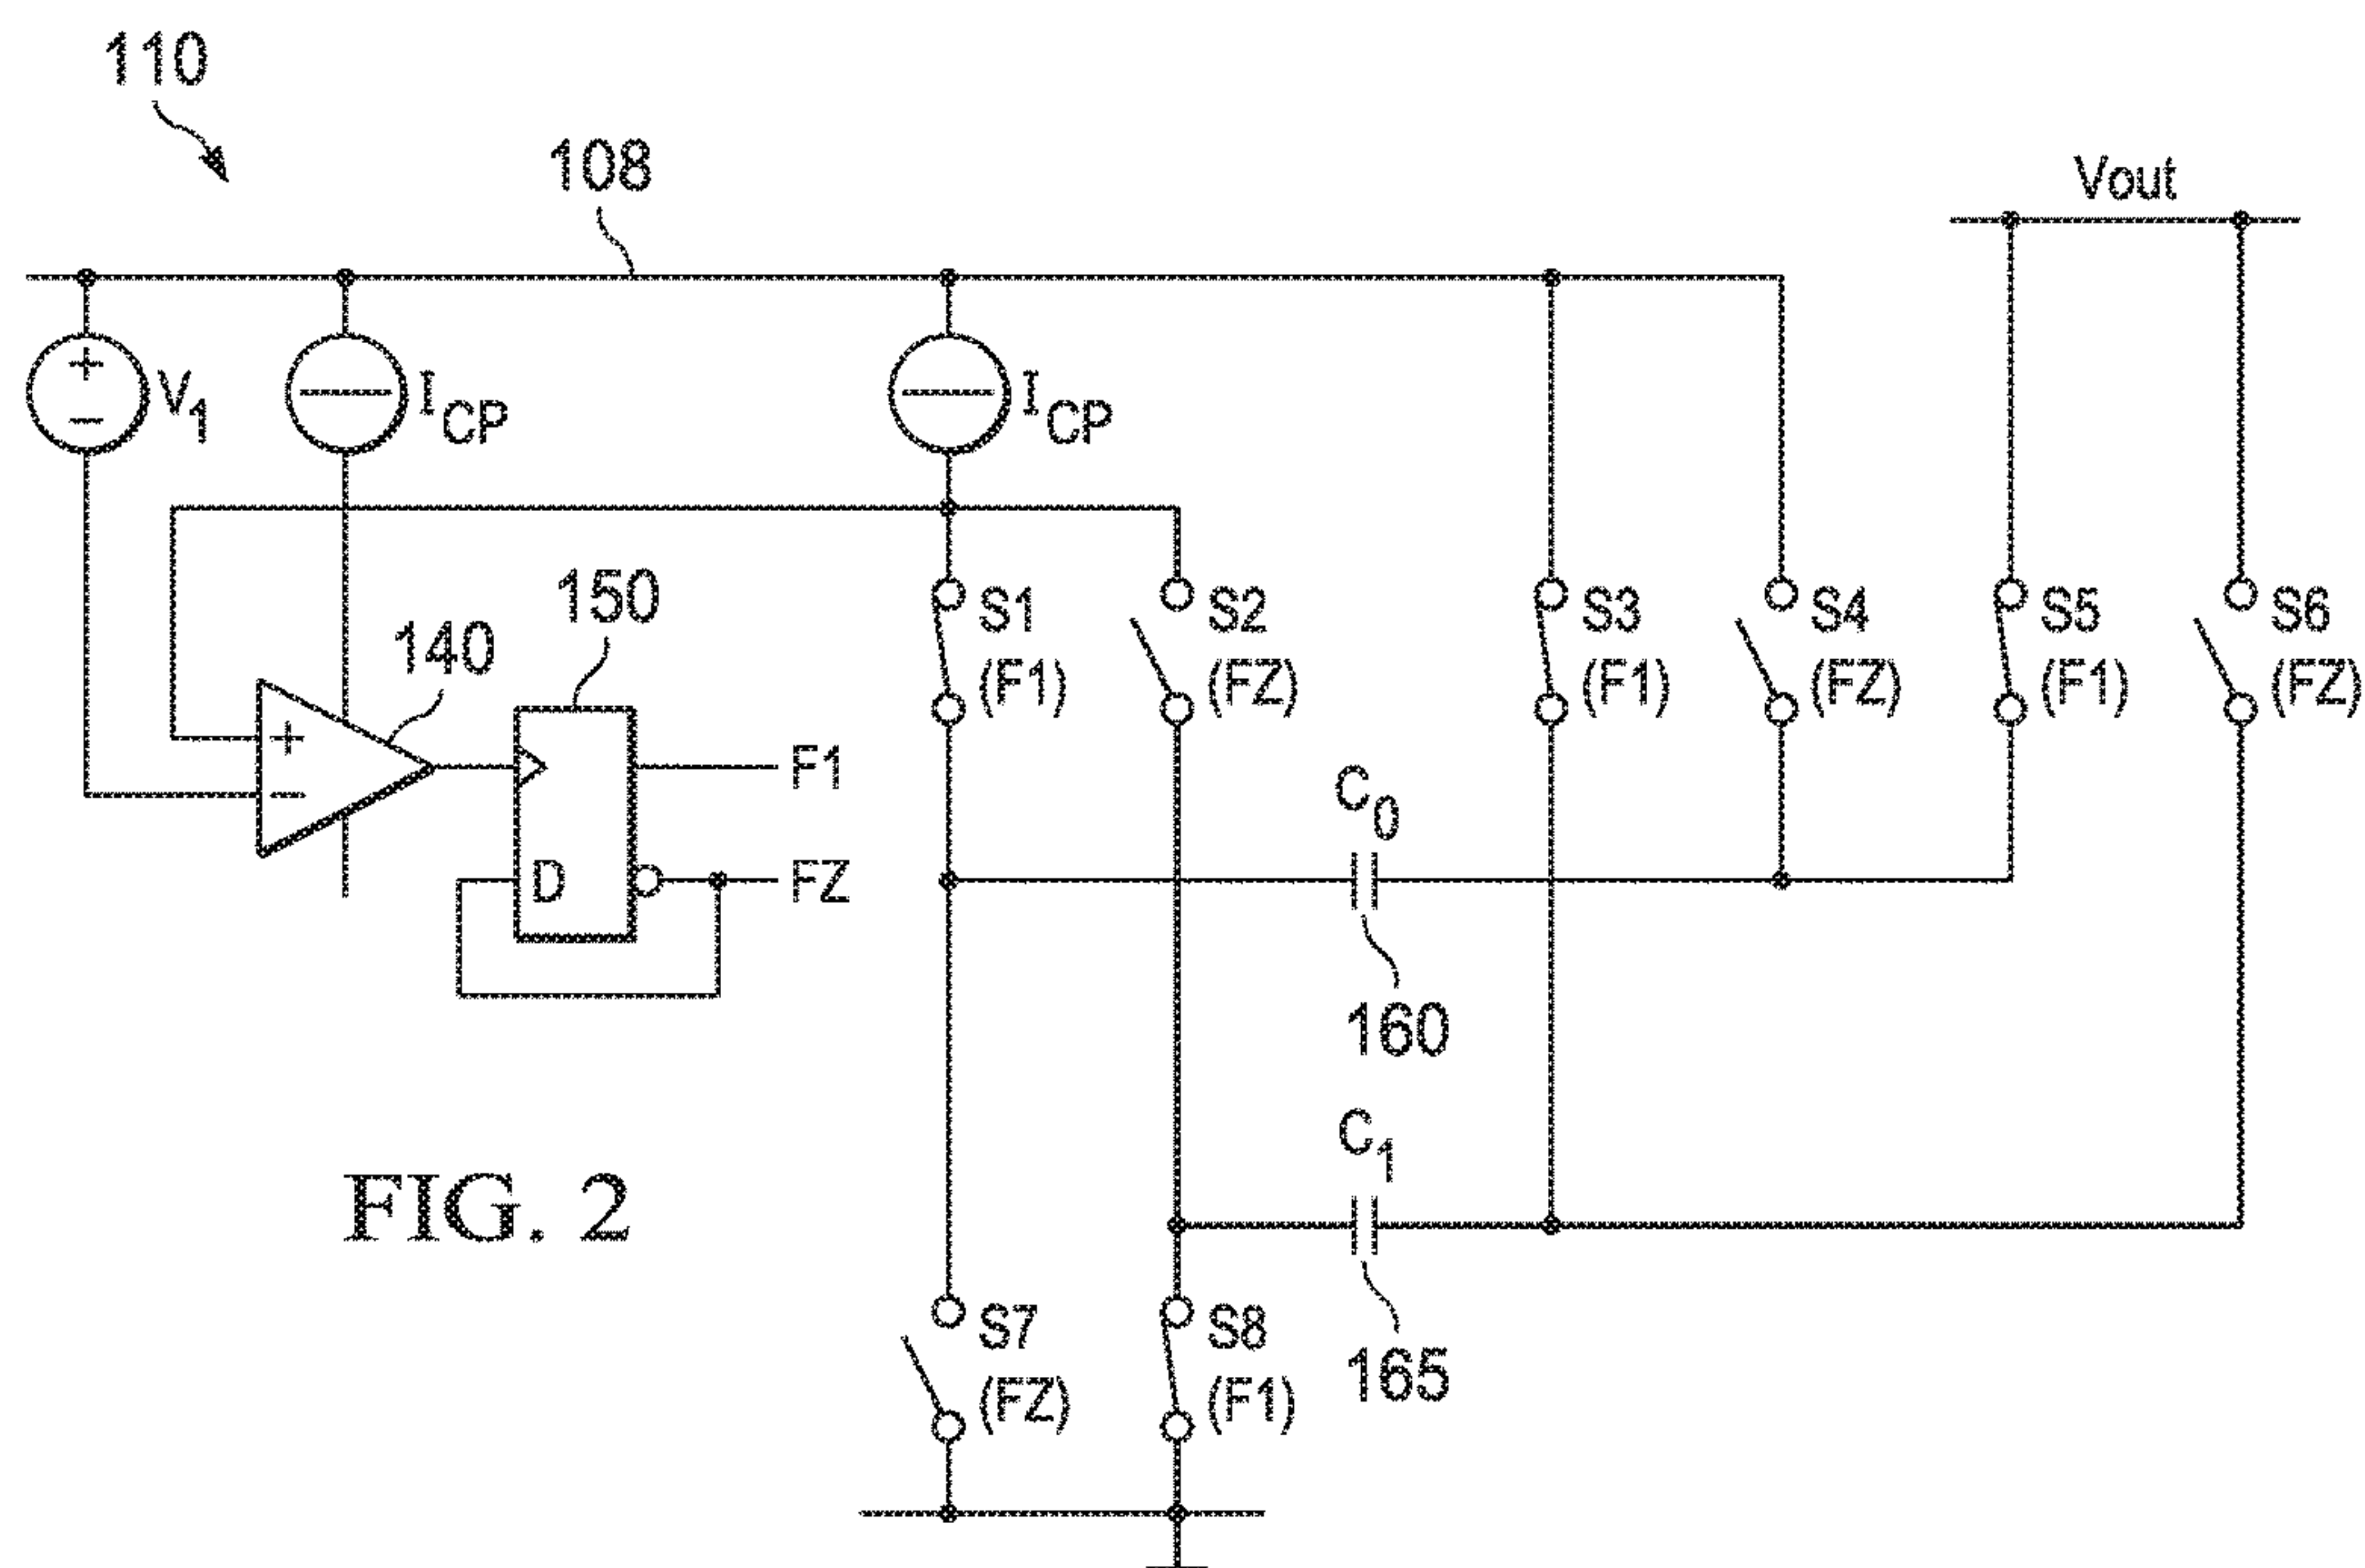 110
108
Vout
+
−
V1
ICP
ICP
150
140
S1
(F1)
S2
(FZ)
S3
(F1)
S4
(FZ)
S5
(F1)
S6
(FZ)
+
−
F1
D
FZ
C0
160
C1
165
FIG. 2
S7
(FZ)
S8
(F1)